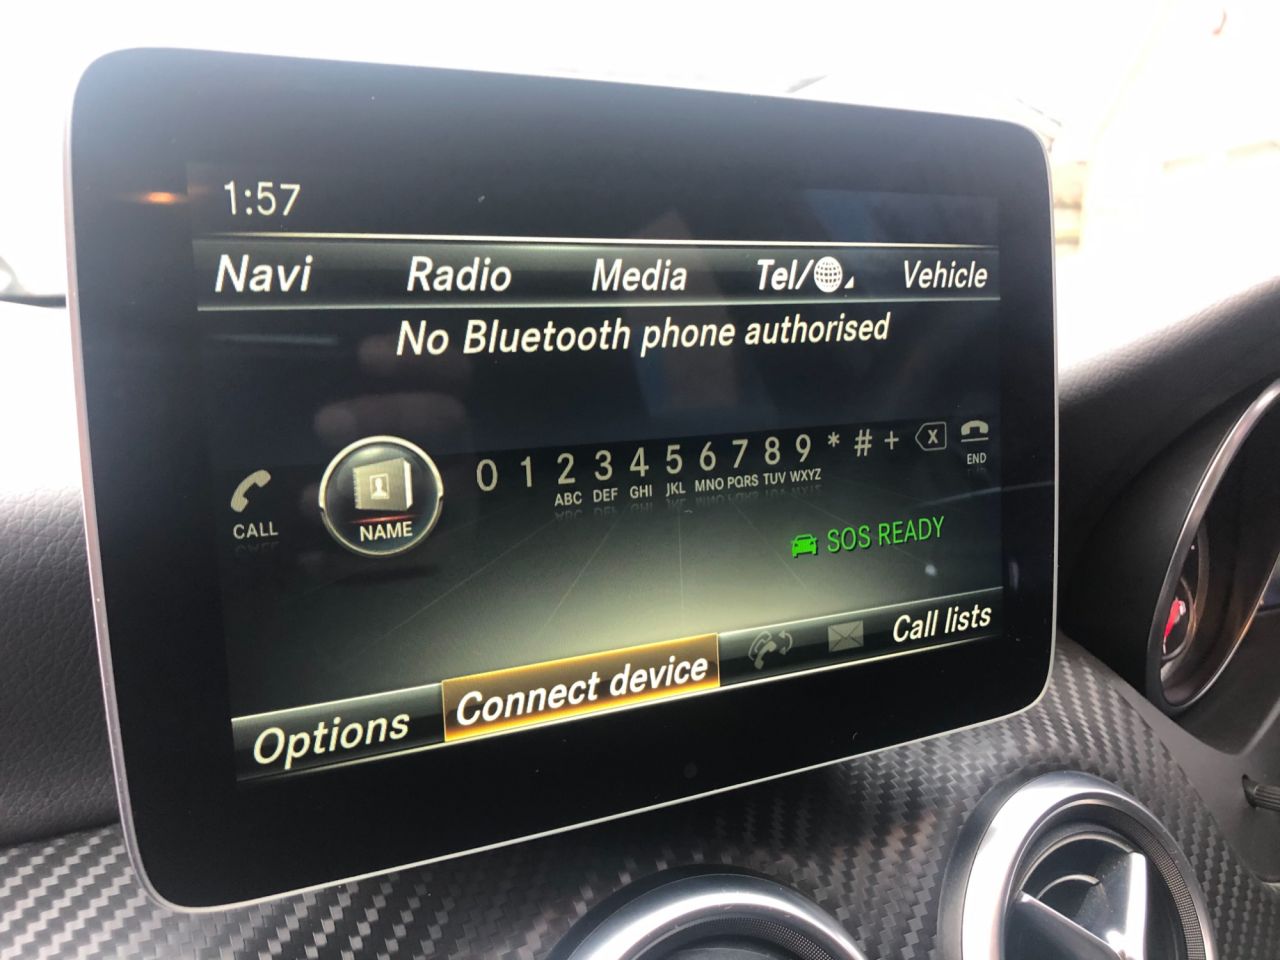 1:57
Navi Radio Media Tel/ Vehicle
No Bluetooth phone authorised
CALL NAME 0 1 2 3 4 5 6 7 8 9 * # + X END
ABC DEF GHI JKL MNO PQRS TUV WXYZ
SOS READY
Options Connect device Call lists